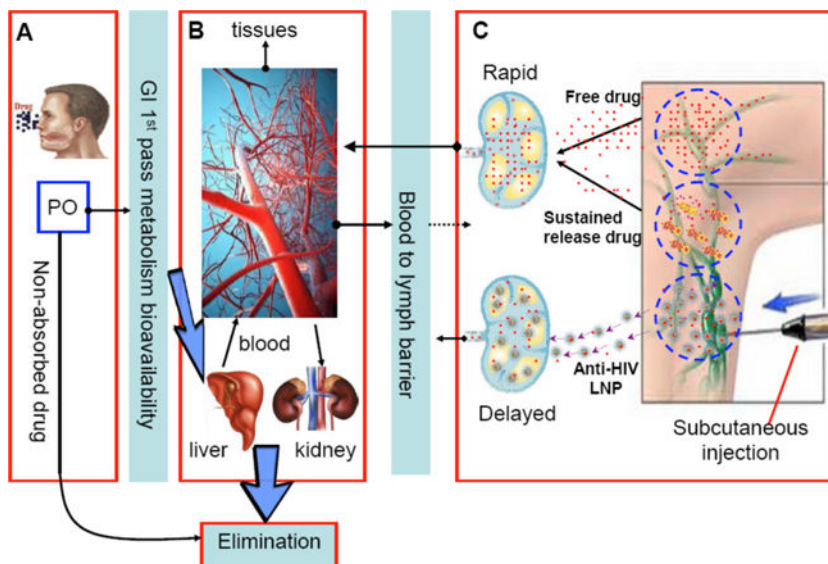 A
Drug
PO
Non-absorbed drug
GI 1st pass metabolism bioavailability
B
tissues
blood
liver
kidney
Elimination
Blood to lymph barrier
C
Rapid
Free drug
Sustained
release drug
Anti-HIV
LNP
Delayed
Subcutaneous
injection